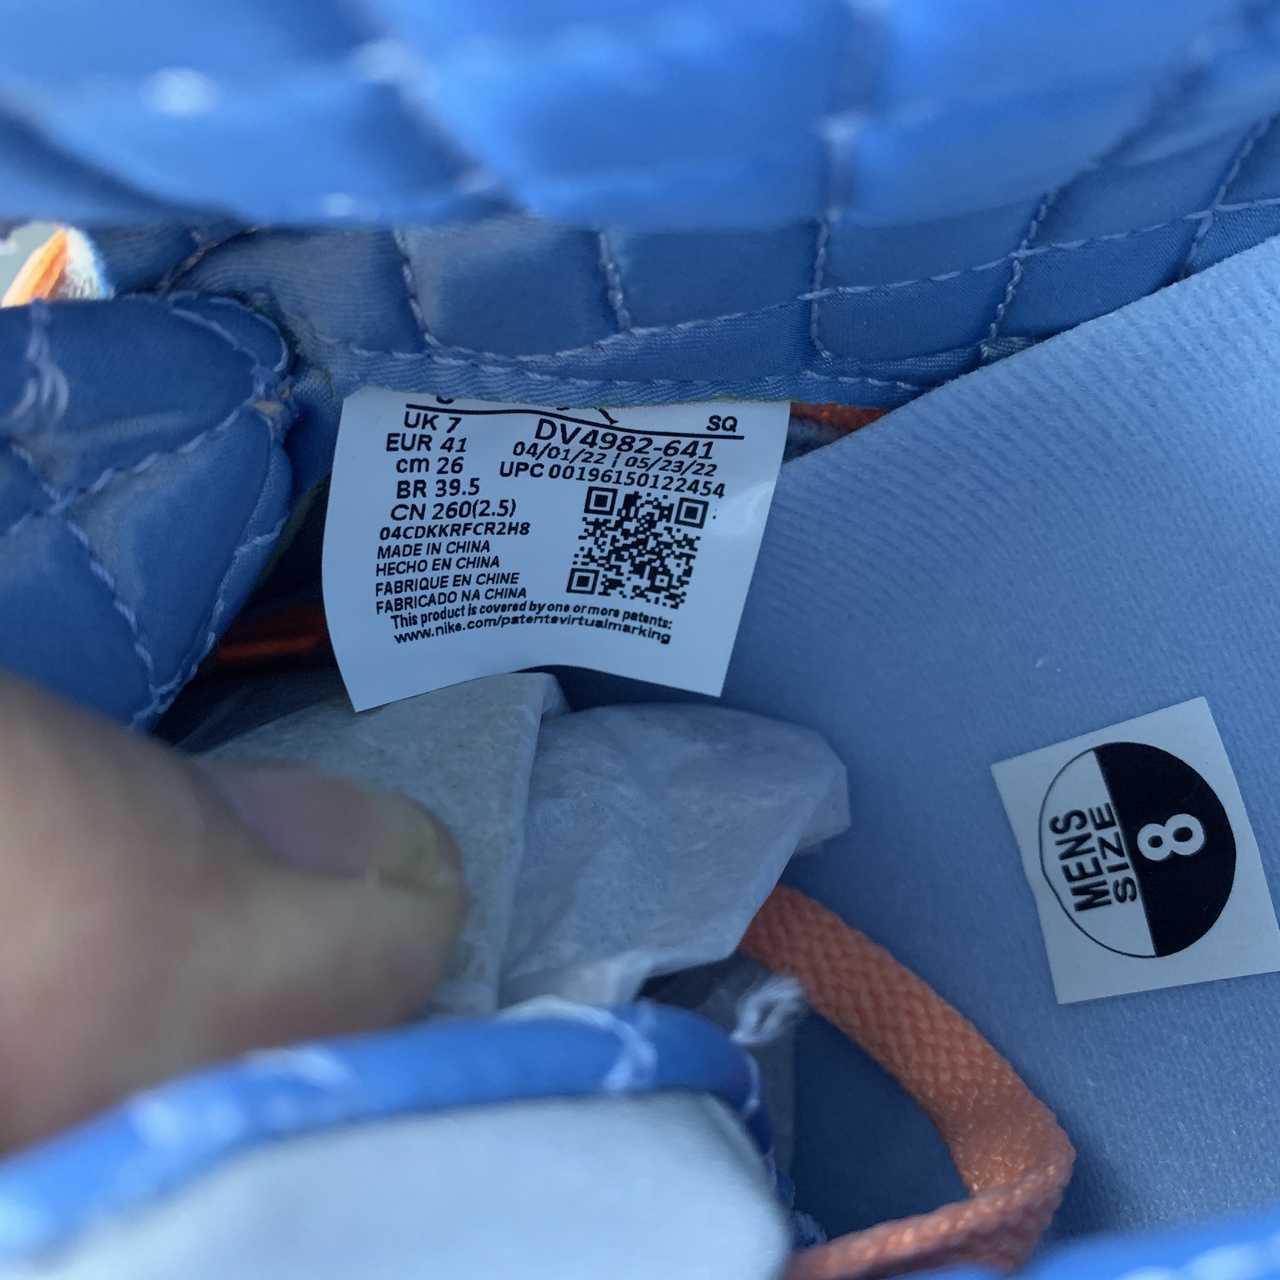 SQ
UK 7
DV4982-641
EUR 41
04/01/22 | 05/23/22
cm 26
UPC 00196150122454
BR 39.5
CN 260(2.5)
04CDKKRFCR2H8
MADE IN CHINA
HECHO EN CHINA
FABRIQUE EN CHINE
FABRICADO NA CHINA
This product is covered by one or more patents:
www.nike.com/patentsvirtualmarking
MENS
SIZE
8